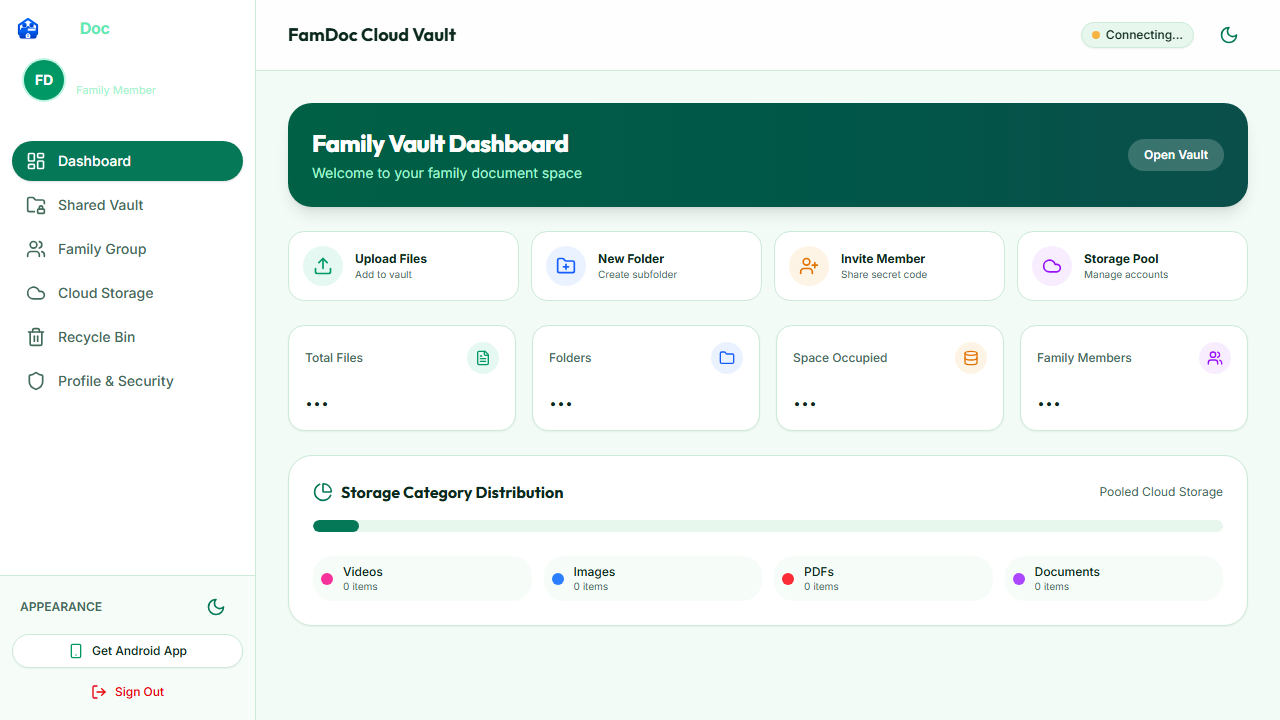 Doc
FD
Family Member
Dashboard
Shared Vault
Family Group
Cloud Storage
Recycle Bin
Profile & Security
APPEARANCE
Get Android App
Sign Out
FamDoc Cloud Vault
Connecting...
Family Vault Dashboard
Welcome to your family document space
Open Vault
Upload Files
Add to vault
New Folder
Create subfolder
Invite Member
Share secret code
Storage Pool
Manage accounts
Total Files
...
Folders
...
Space Occupied
...
Family Members
...
Storage Category Distribution
Pooled Cloud Storage
Videos
0 items
Images
0 items
PDFs
0 items
Documents
0 items